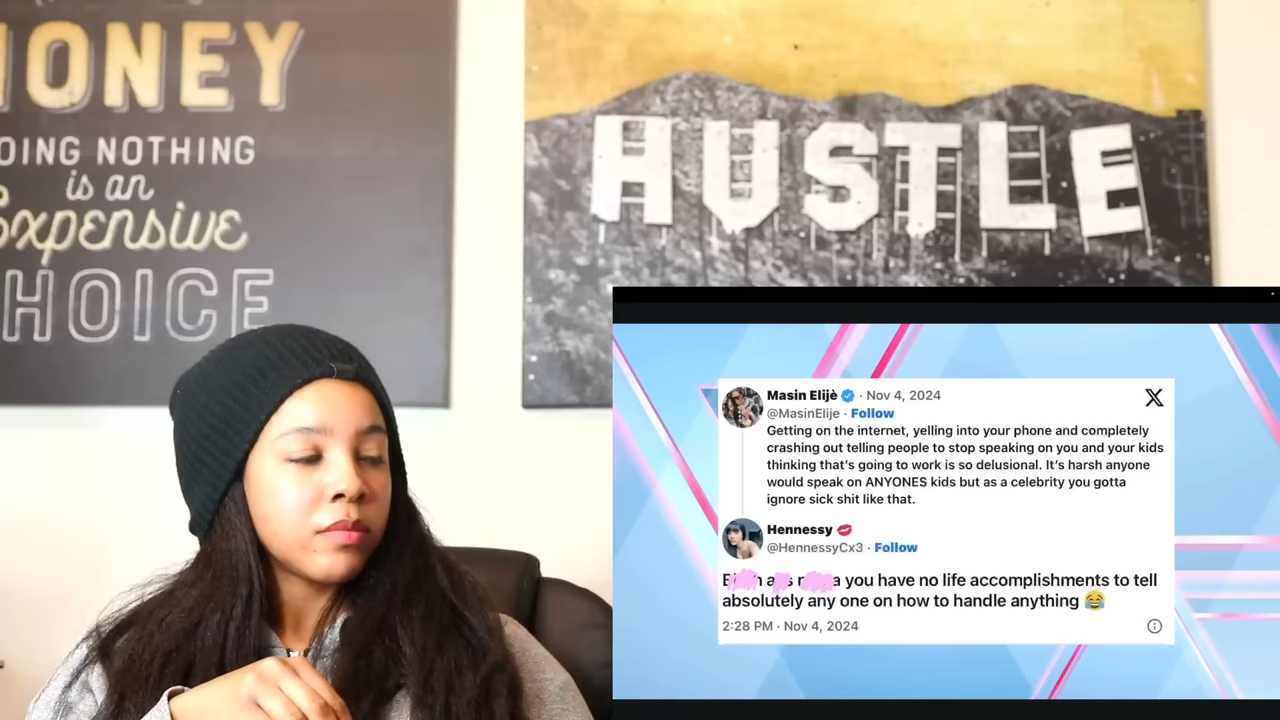 MONEY
DOING NOTHING
is an
Expensive
CHOICE
HUSTLE
Masin Elijè · Nov 4, 2024
@MasinElije · Follow
Getting on the internet, yelling into your phone and completely
crashing out telling people to stop speaking on you and your kids
thinking that's going to work is so delusional. It's harsh anyone
would speak on ANYONES kids but as a celebrity you gotta
ignore sick shit like that.
Hennessy 💋
@HennessyCx3 · Follow
you have no life accomplishments to tell
absolutely any one on how to handle anything 😂
2:28 PM · Nov 4, 2024